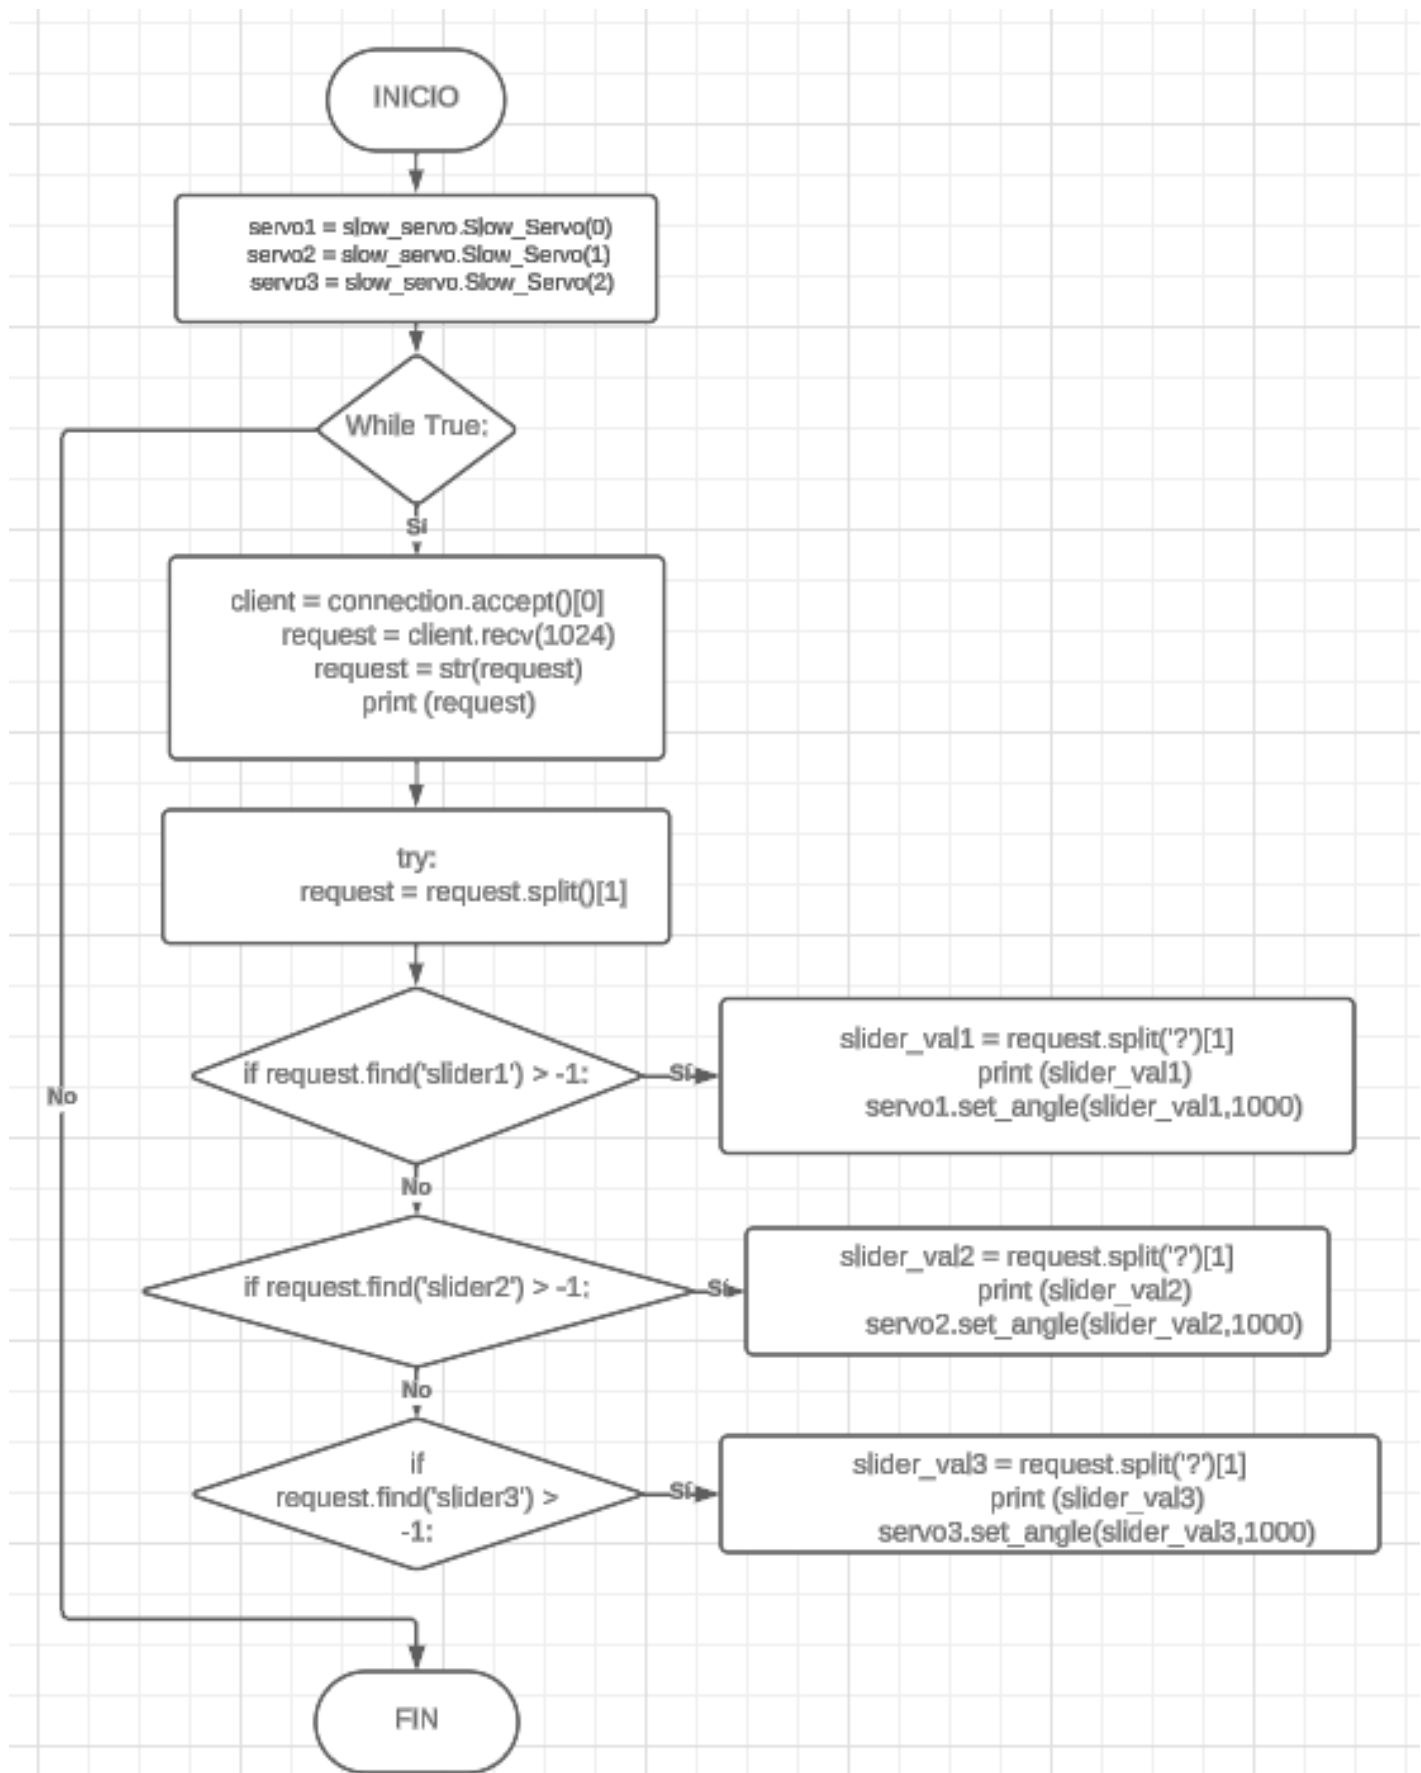 INICIO
servo1 = slow_servo.Slow_Servo(0)
servo2 = slow_servo.Slow_Servo(1)
servo3 = slow_servo.Slow_Servo(2)
While True:
Sí
client = connection.accept()[0]
request = client.recv(1024)
request = str(request)
print (request)
try:
request = request.split()[1]
if request.find('slider1') > -1:
Sí
slider_val1 = request.split('?')[1]
print (slider_val1)
servo1.set_angle(slider_val1,1000)
No
No
if request.find('slider2') > -1:
Sí
slider_val2 = request.split('?')[1]
print (slider_val2)
servo2.set_angle(slider_val2,1000)
No
if
request.find('slider3') >
-1:
Sí
slider_val3 = request.split('?')[1]
print (slider_val3)
servo3.set_angle(slider_val3,1000)
FIN